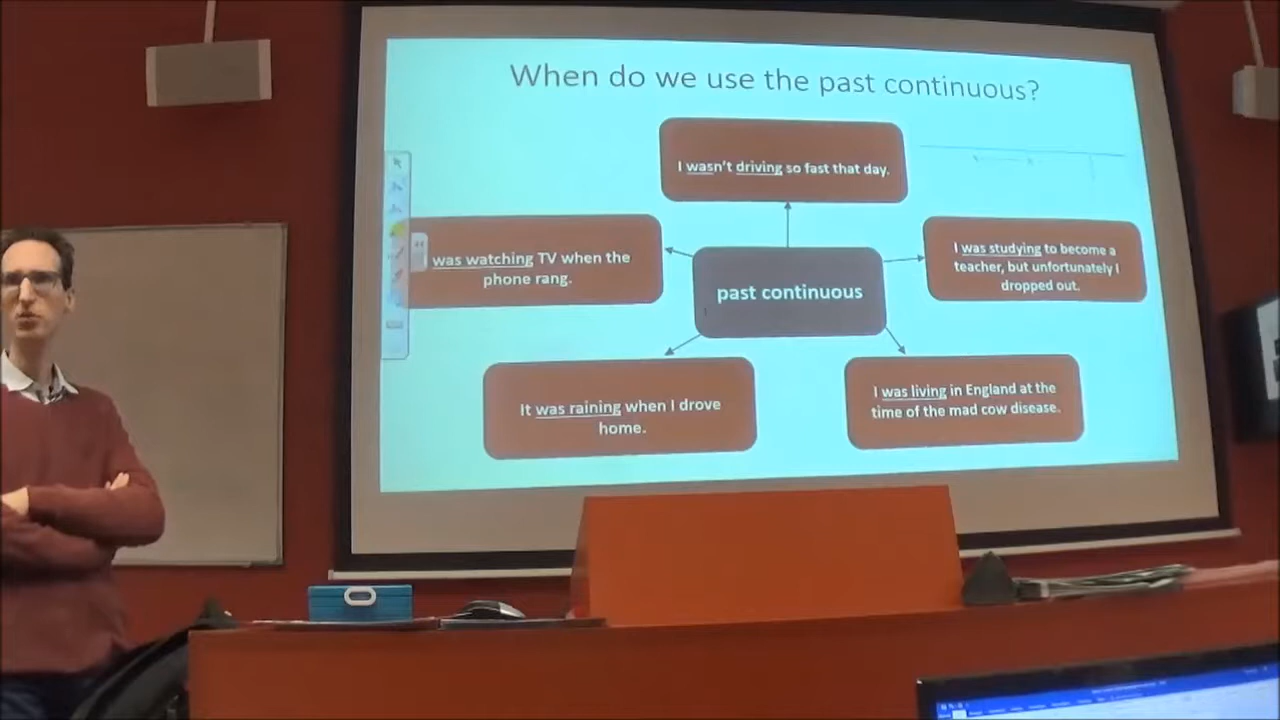 When do we use the past continuous?
I wasn't driving so fast that day.
was watching TV when the
phone rang.
I was studying to become a
teacher, but unfortunately I
dropped out.
past continuous
It was raining when I drove
home.
I was living in England at the
time of the mad cow disease.